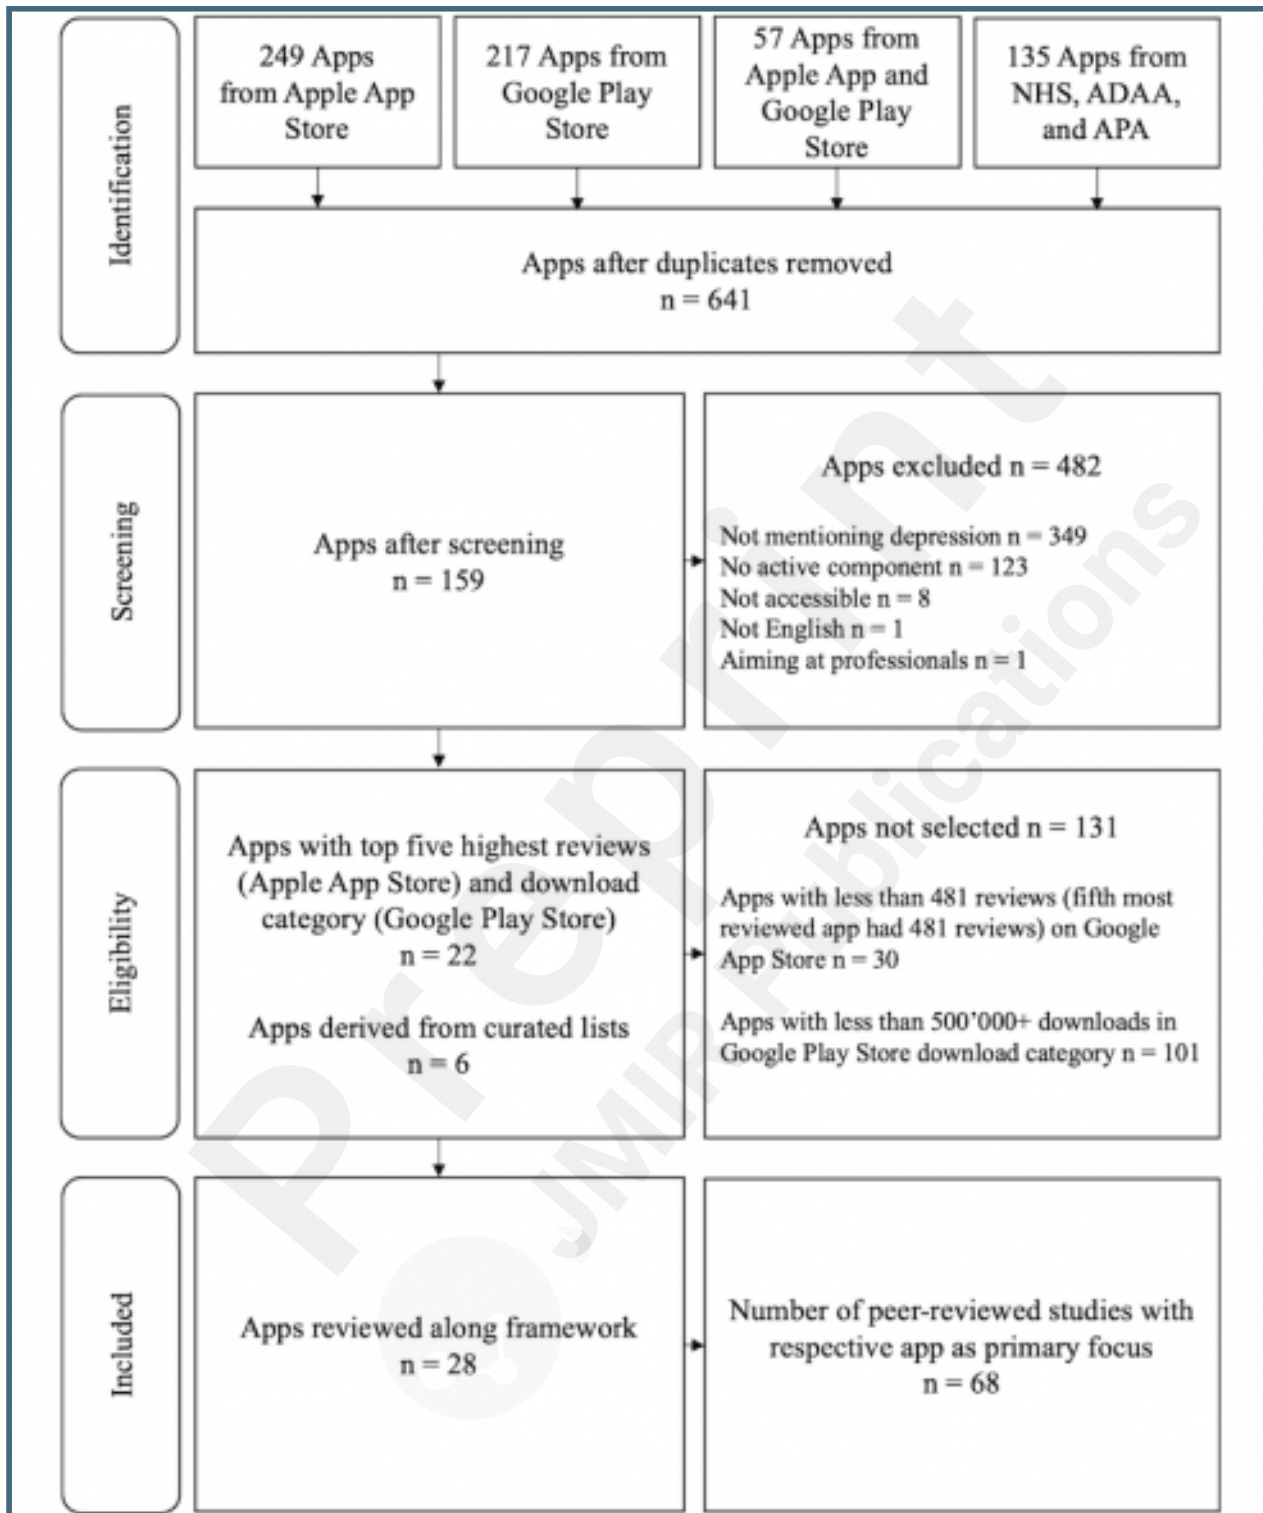 Identification
249 Apps
from Apple App
Store
217 Apps from
Google Play
Store
57 Apps from
Apple App and
Google Play
Store
135 Apps from
NHS, ADAA,
and APA
Apps after duplicates removed
n = 641
Screening
Apps after screening
n = 159
Apps excluded n = 482
Not mentioning depression n = 349
No active component n = 123
Not accessible n = 8
Not English n = 1
Aiming at professionals n = 1
Eligibility
Apps with top five highest reviews
(Apple App Store) and download
category (Google Play Store)
n = 22
Apps derived from curated lists
n = 6
Apps not selected n = 131
Apps with less than 481 reviews (fifth most
reviewed app had 481 reviews) on Google
App Store n = 30
Apps with less than 500'000+ downloads in
Google Play Store download category n = 101
Included
Apps reviewed along framework
n = 28
Number of peer-reviewed studies with
respective app as primary focus
n = 68
Preprint
JMIR Publications